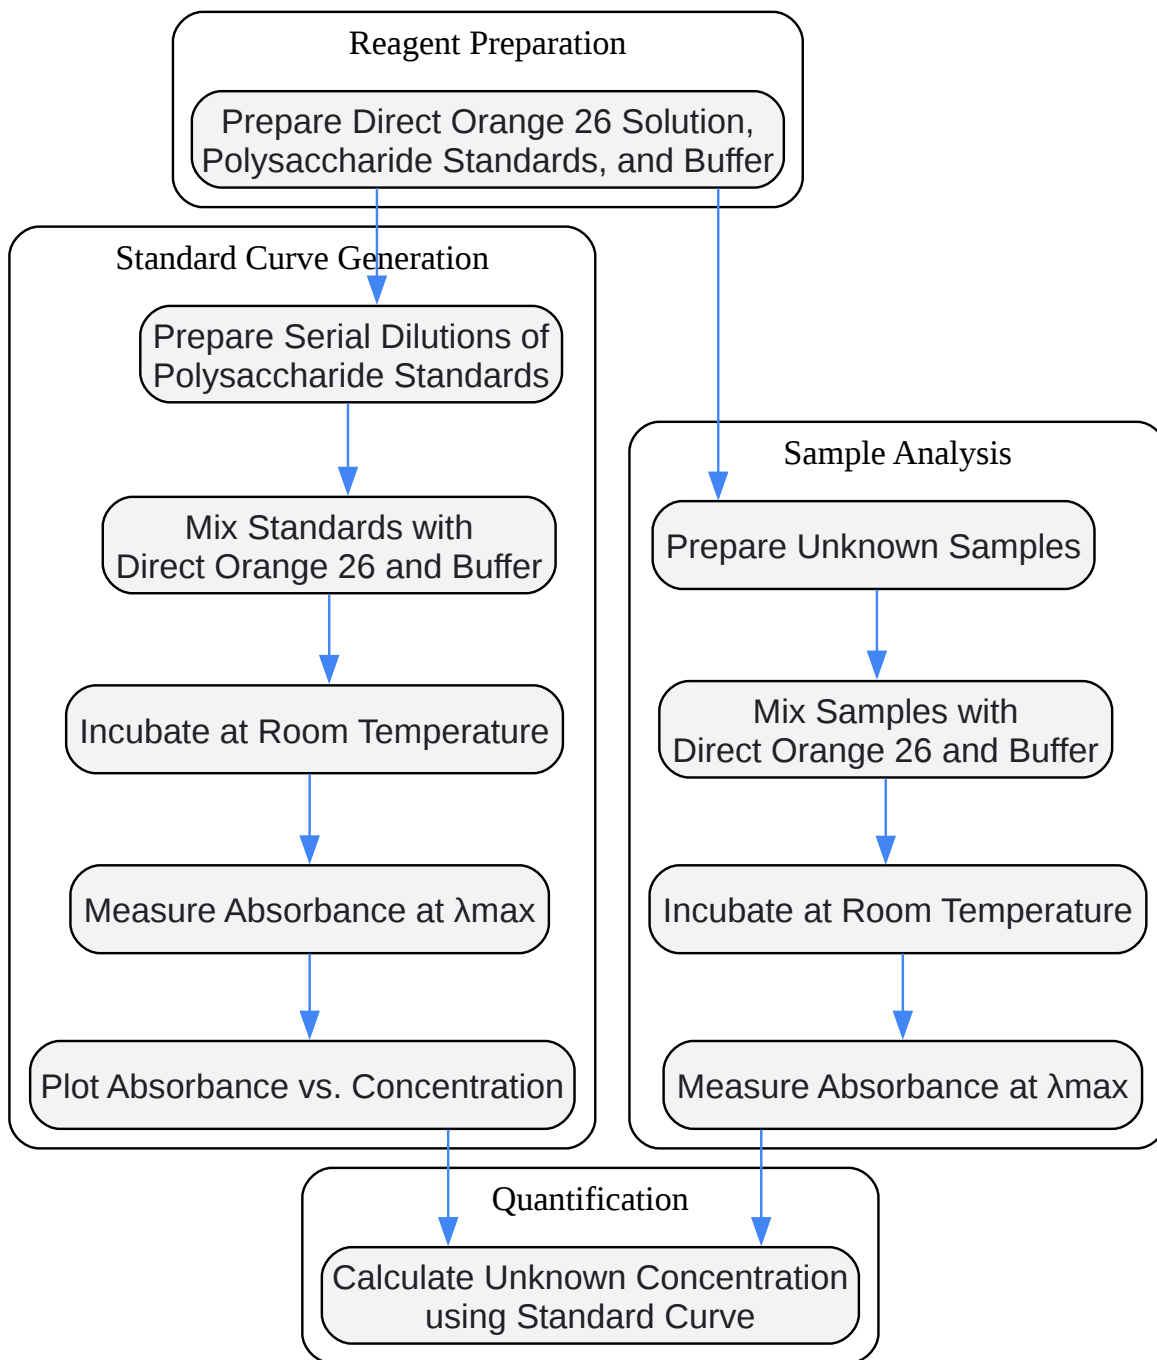 Reagent Preparation
Prepare Direct Orange 26 Solution,
Polysaccharide Standards, and Buffer
Standard Curve Generation
Prepare Serial Dilutions of
Polysaccharide Standards
Mix Standards with
Direct Orange 26 and Buffer
Incubate at Room Temperature
Measure Absorbance at λmax
Plot Absorbance vs. Concentration
Sample Analysis
Prepare Unknown Samples
Mix Samples with
Direct Orange 26 and Buffer
Incubate at Room Temperature
Measure Absorbance at λmax
Quantification
Calculate Unknown Concentration
using Standard Curve